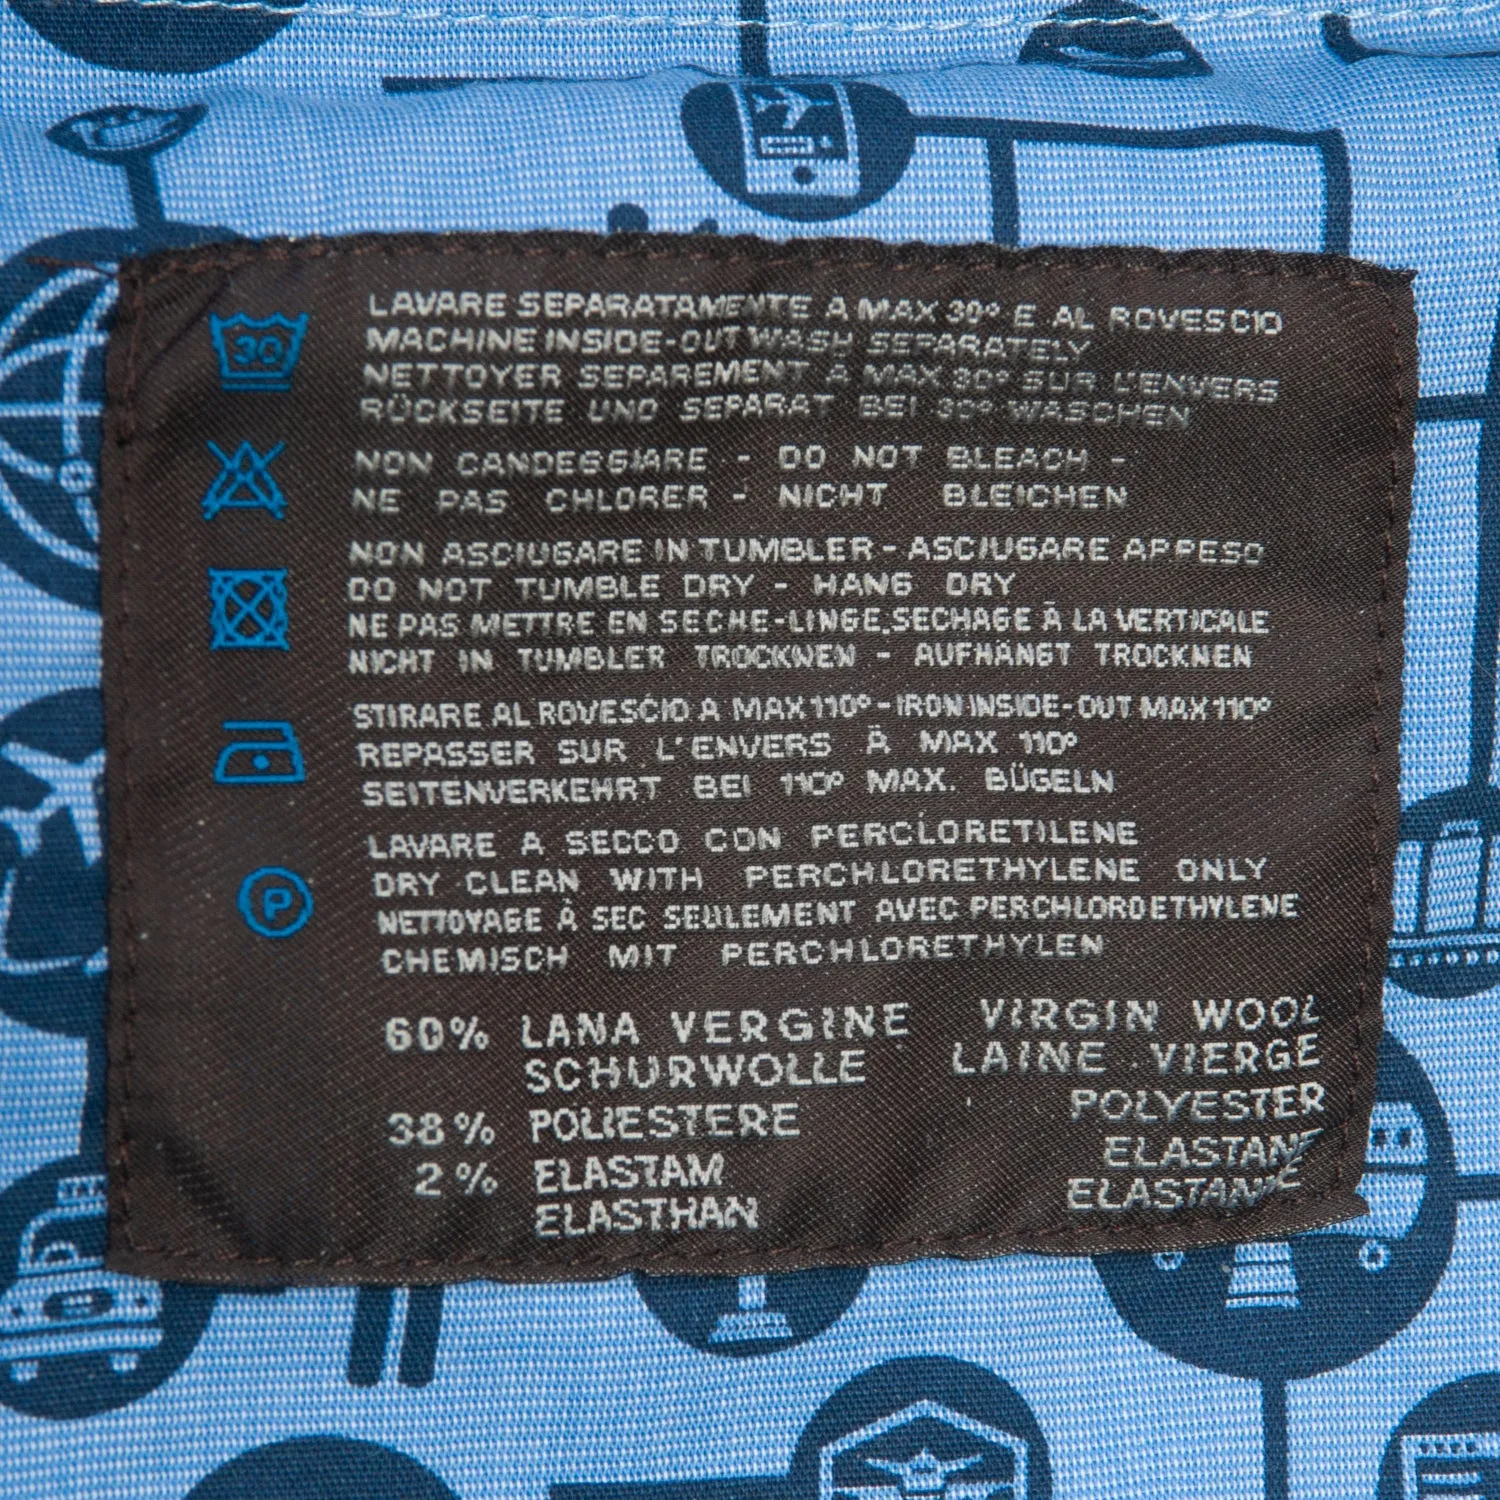 30
LAVARE SEPARATAMENTE À MAX 30° E AL ROVESCIO
MACHINE INSIDE-OUT WASH SEPARATELY
NETTOYER SEPAREMENT À MAX 30° SUR L'ENVERS
RÜCKSEITE UND SEPARAT BEI 30° WASCHEN
NON CANDEGGIARE - DO NOT BLEACH -
NE PAS CHLORER - NICHT BLEICHEN
NON ASCIUGARE IN TUMBLER - ASCIUGARE APPESO
DO NOT TUMBLE DRY - HANG DRY
NE PAS METTRE EN SECHE-LINGE, SECHAGE À LA VERTICALE
NICHT IN TUMBLER TROCKNEN - AUFHÄNGT TROCKNEN
STIRARE AL ROVESCIO A MAX 110° - IRON INSIDE-OUT MAX 110°
REPASSER SUR L'ENVERS À MAX 110°
SEITENVERKEHRT BEI 110° MAX. BÜGELN
P
LAVARE A SECCO CON PERCLORETILENE
DRY CLEAN WITH PERCHLORETHYLENE ONLY
NETTOYAGE À SEC SEULEMENT AVEC PERCHLOROETHYLENE
CHEMISCH MIT PERCHLORETHYLEN
60% LANA VERGINE VIRGIN WOOL
SCHURWOLLE LAINE VIERGE
38% POLIESTERE POLYESTER
2% ELASTAM ELASTANE
ELASTHAN ELASTANNE